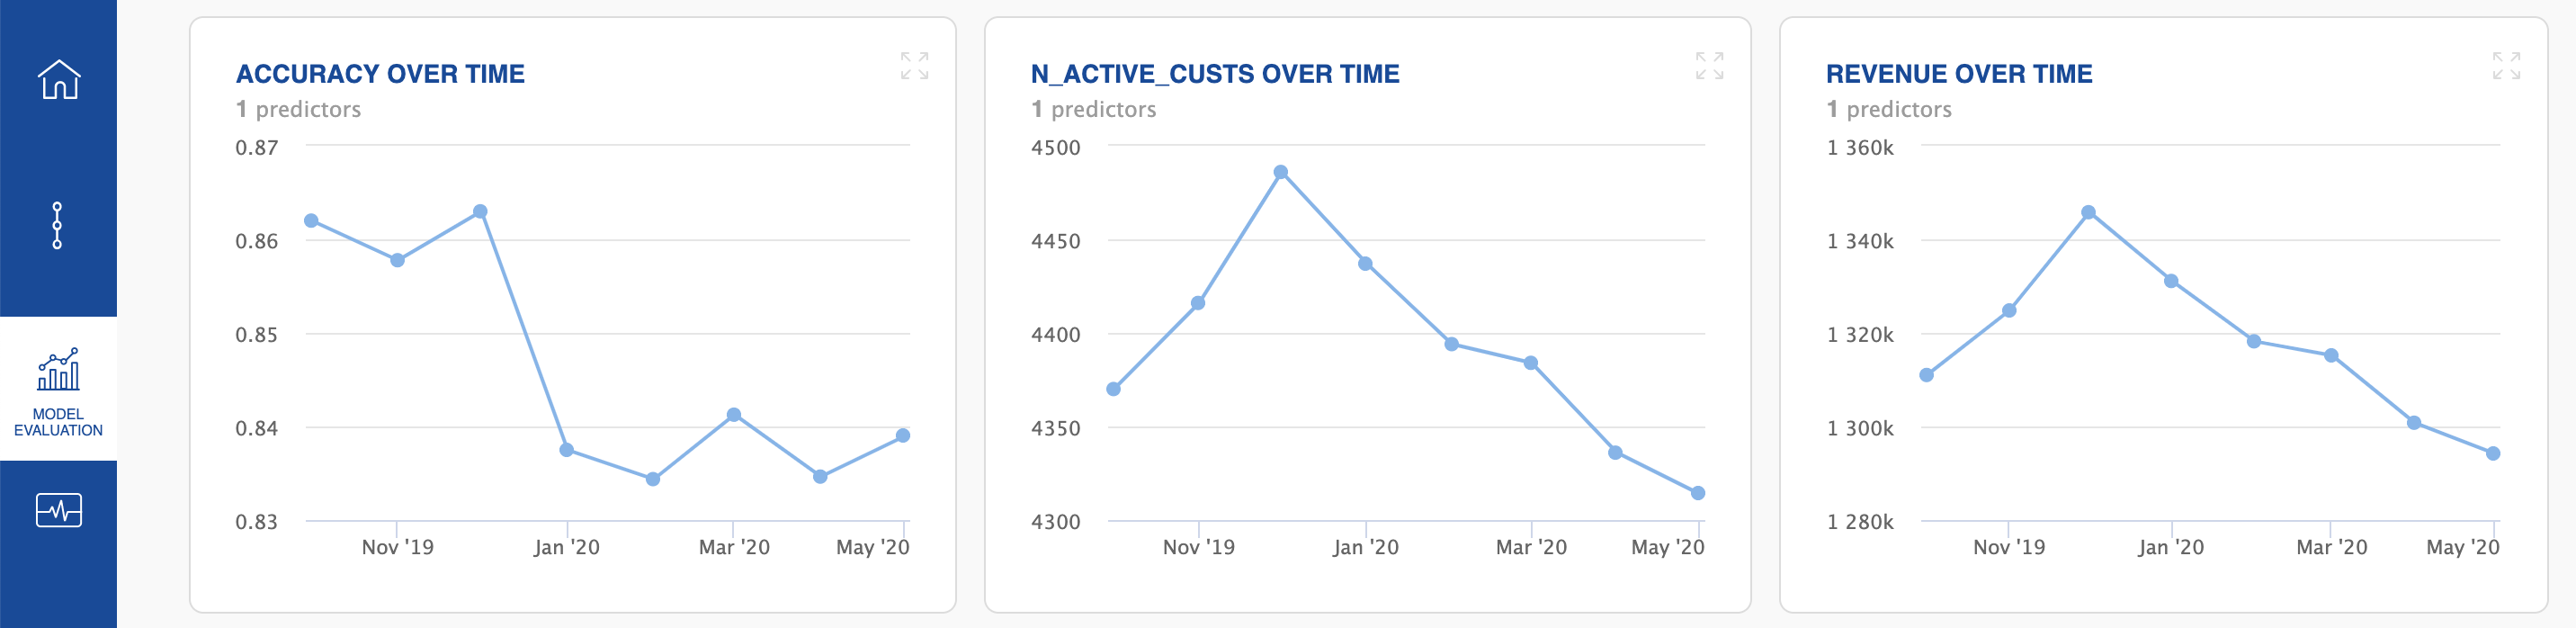 MODEL
EVALUATION
ACCURACY OVER TIME
1 predictors
0.87
0.86
0.85
0.84
0.83
Nov '19 Jan '20 Mar '20 May '20
N_ACTIVE_CUSTS OVER TIME
1 predictors
4500
4450
4400
4350
4300
Nov '19 Jan '20 Mar '20 May '20
REVENUE OVER TIME
1 predictors
1 360k
1 340k
1 320k
1 300k
1 280k
Nov '19 Jan '20 Mar '20 May '20